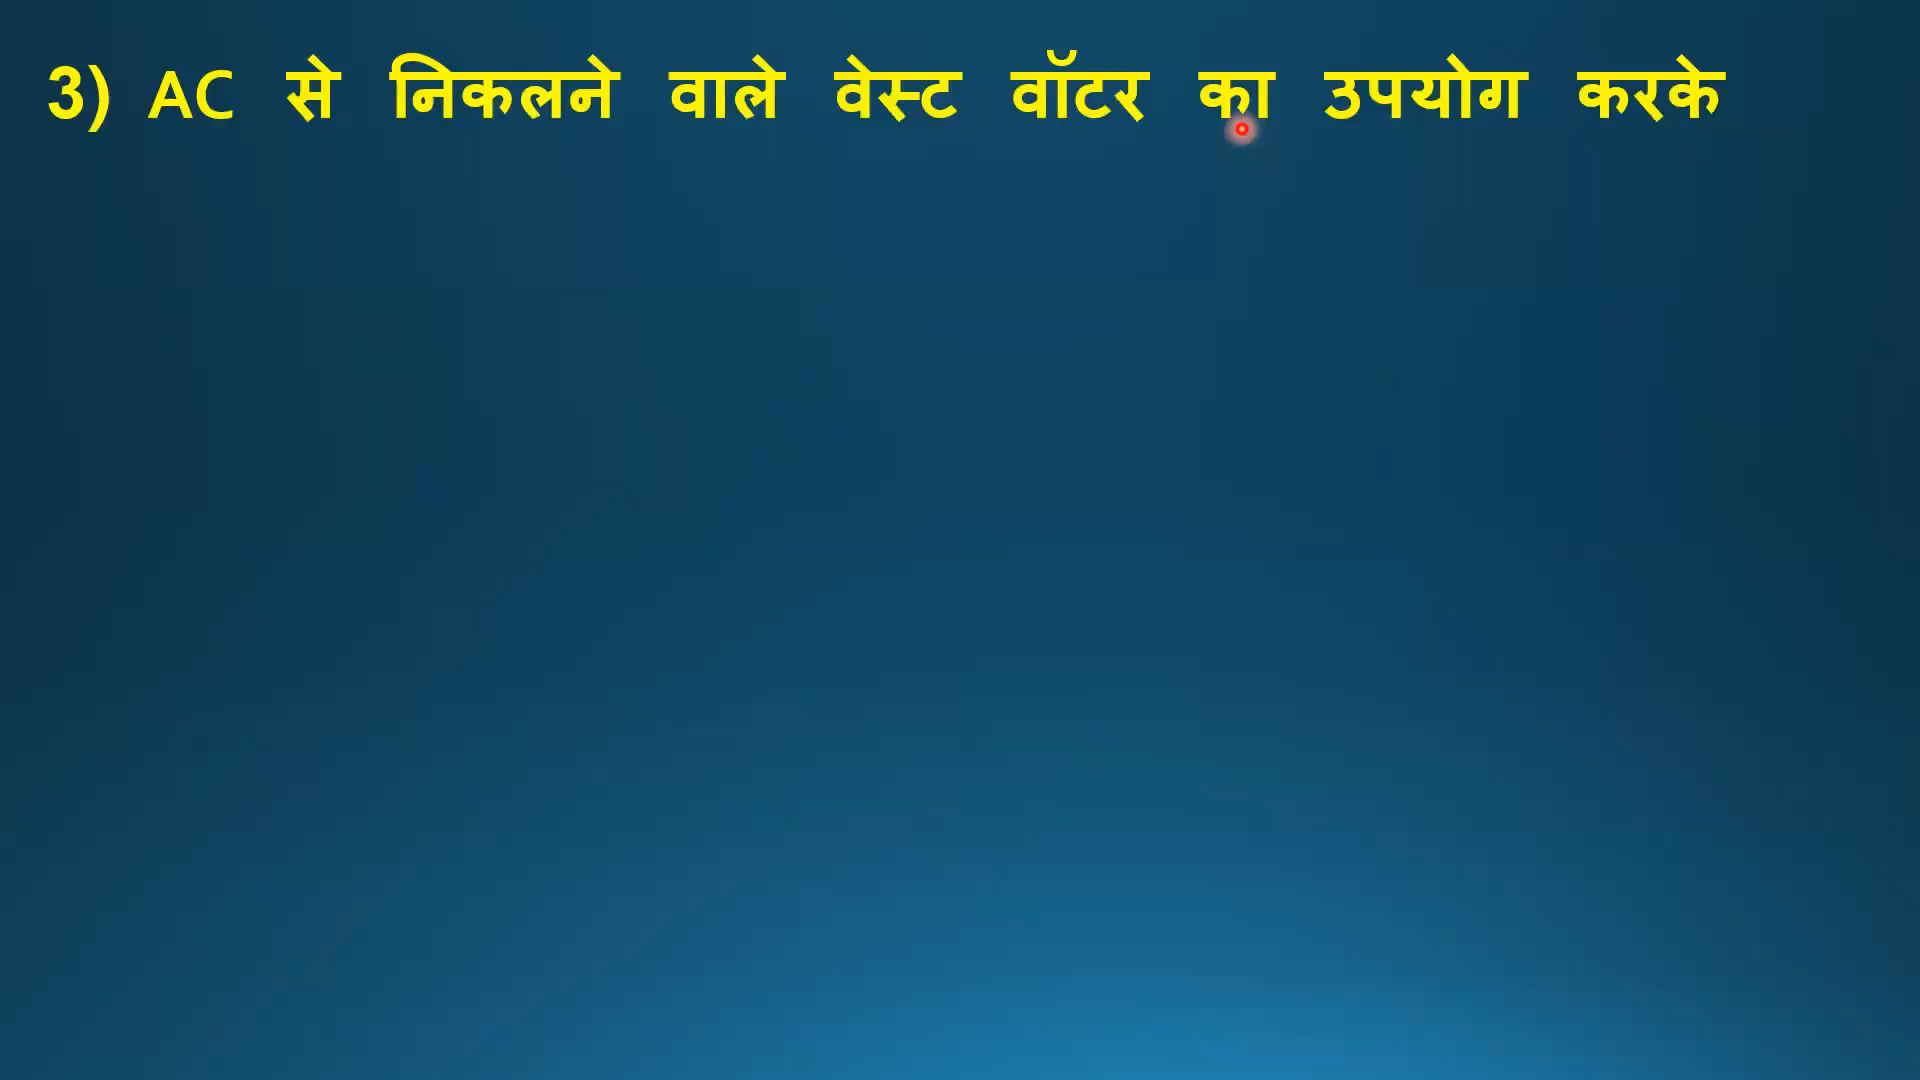 3) AC से निकलने वाले वेस्ट वॉटर का उपयोग करके